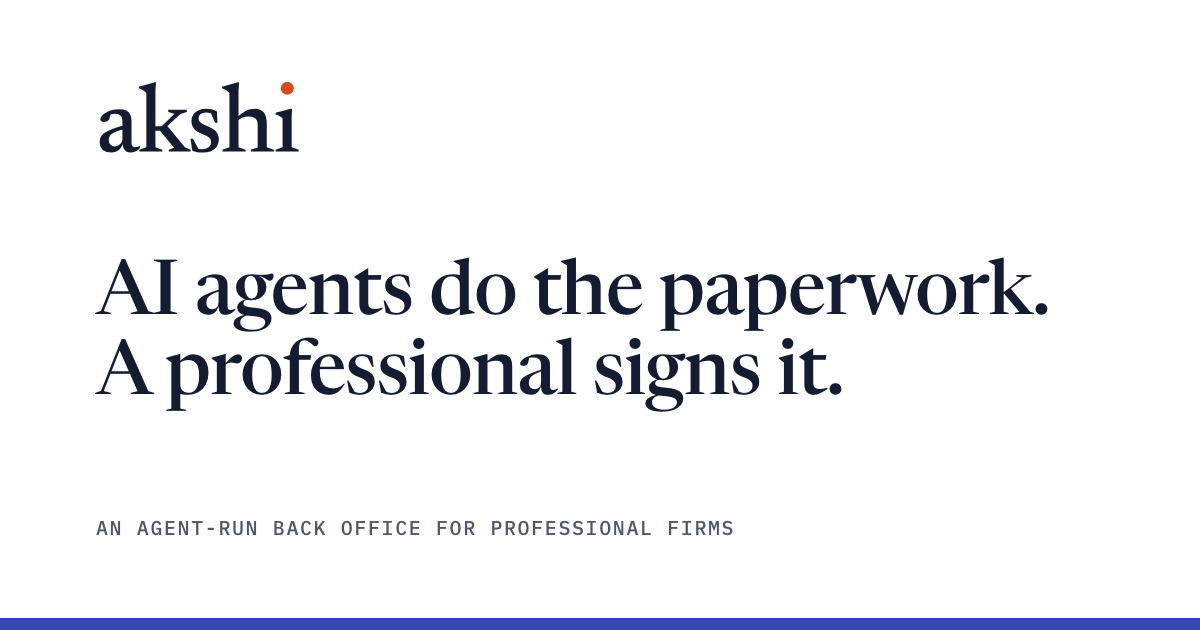 akshi
AI agents do the paperwork.
A professional signs it.
AN AGENT-RUN BACK OFFICE FOR PROFESSIONAL FIRMS